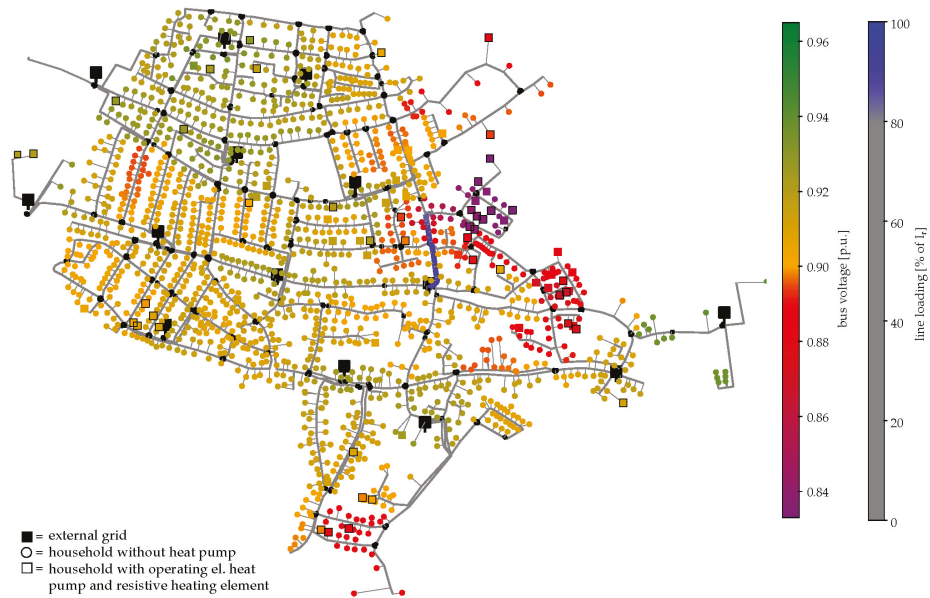 0.96
0.94
0.92
0.90
0.88
0.86
0.84
bus voltage [p.u.]
100
80
60
40
20
0
line loading [% of I_r]
= external grid
= household without heat pump
= household with operating el. heat
pump and resistive heating element